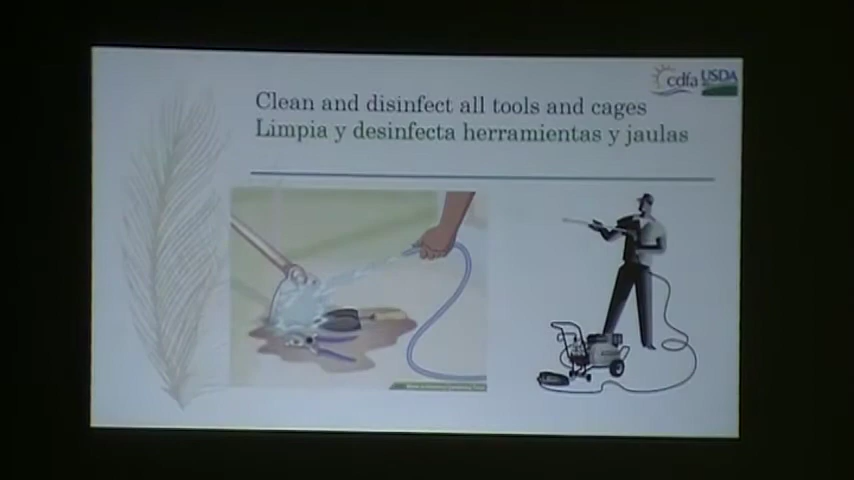 cdfa USDA
Clean and disinfect all tools and cages
Limpia y desinfecta herramientas y jaulas